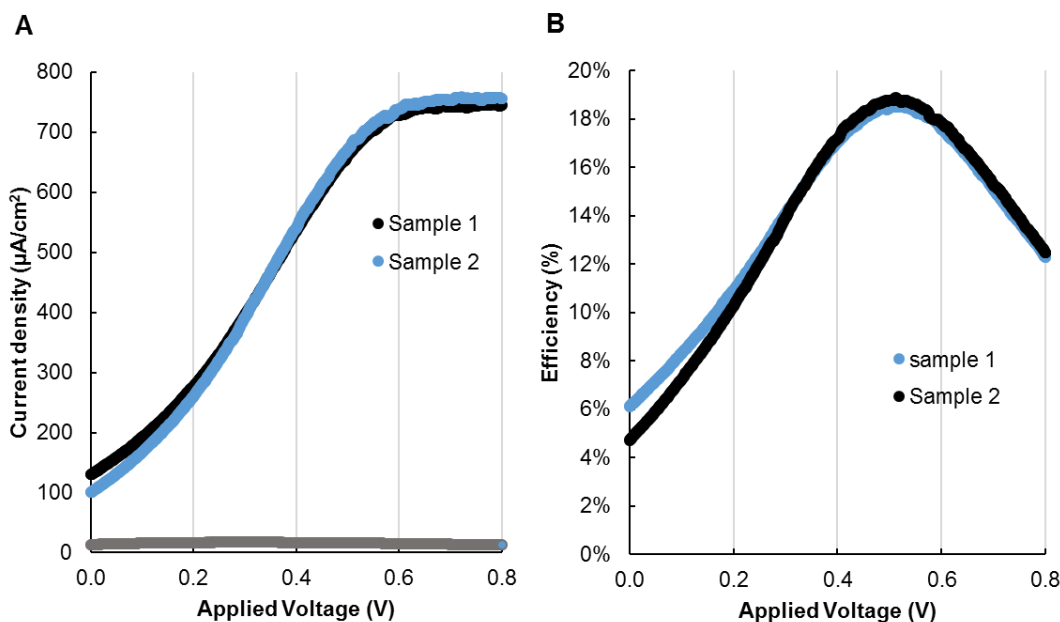 A
Current density (µA/cm²)
800
700
600
500
400
300
200
100
0
Sample 1
Sample 2
0.0 0.2 0.4 0.6 0.8
Applied Voltage (V)
B
Efficiency (%)
20%
18%
16%
14%
12%
10%
8%
6%
4%
2%
0%
sample 1
Sample 2
0.0 0.2 0.4 0.6 0.8
Applied Voltage (V)